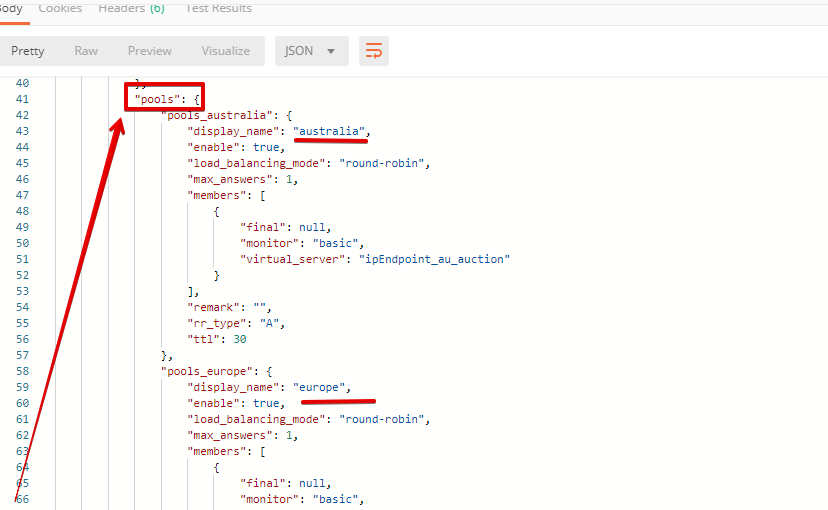 Body Cookies Headers (6) Test Results
Pretty Raw Preview Visualize JSON
40 },
41 "pools": {
42 "pools_australia": {
43 "display_name": "australia",
44 "enable": true,
45 "load_balancing_mode": "round-robin",
46 "max_answers": 1,
47 "members": [
48 {
49 "final": null,
50 "monitor": "basic",
51 "virtual_server": "ipEndpoint_au_auction"
52 }
53 ],
54 "remark": "",
55 "rr_type": "A",
56 "ttl": 30
57 },
58 "pools_europe": {
59 "display_name": "europe",
60 "enable": true,
61 "load_balancing_mode": "round-robin",
62 "max_answers": 1,
63 "members": [
64 {
65 "final": null,
66 "monitor": "basic",